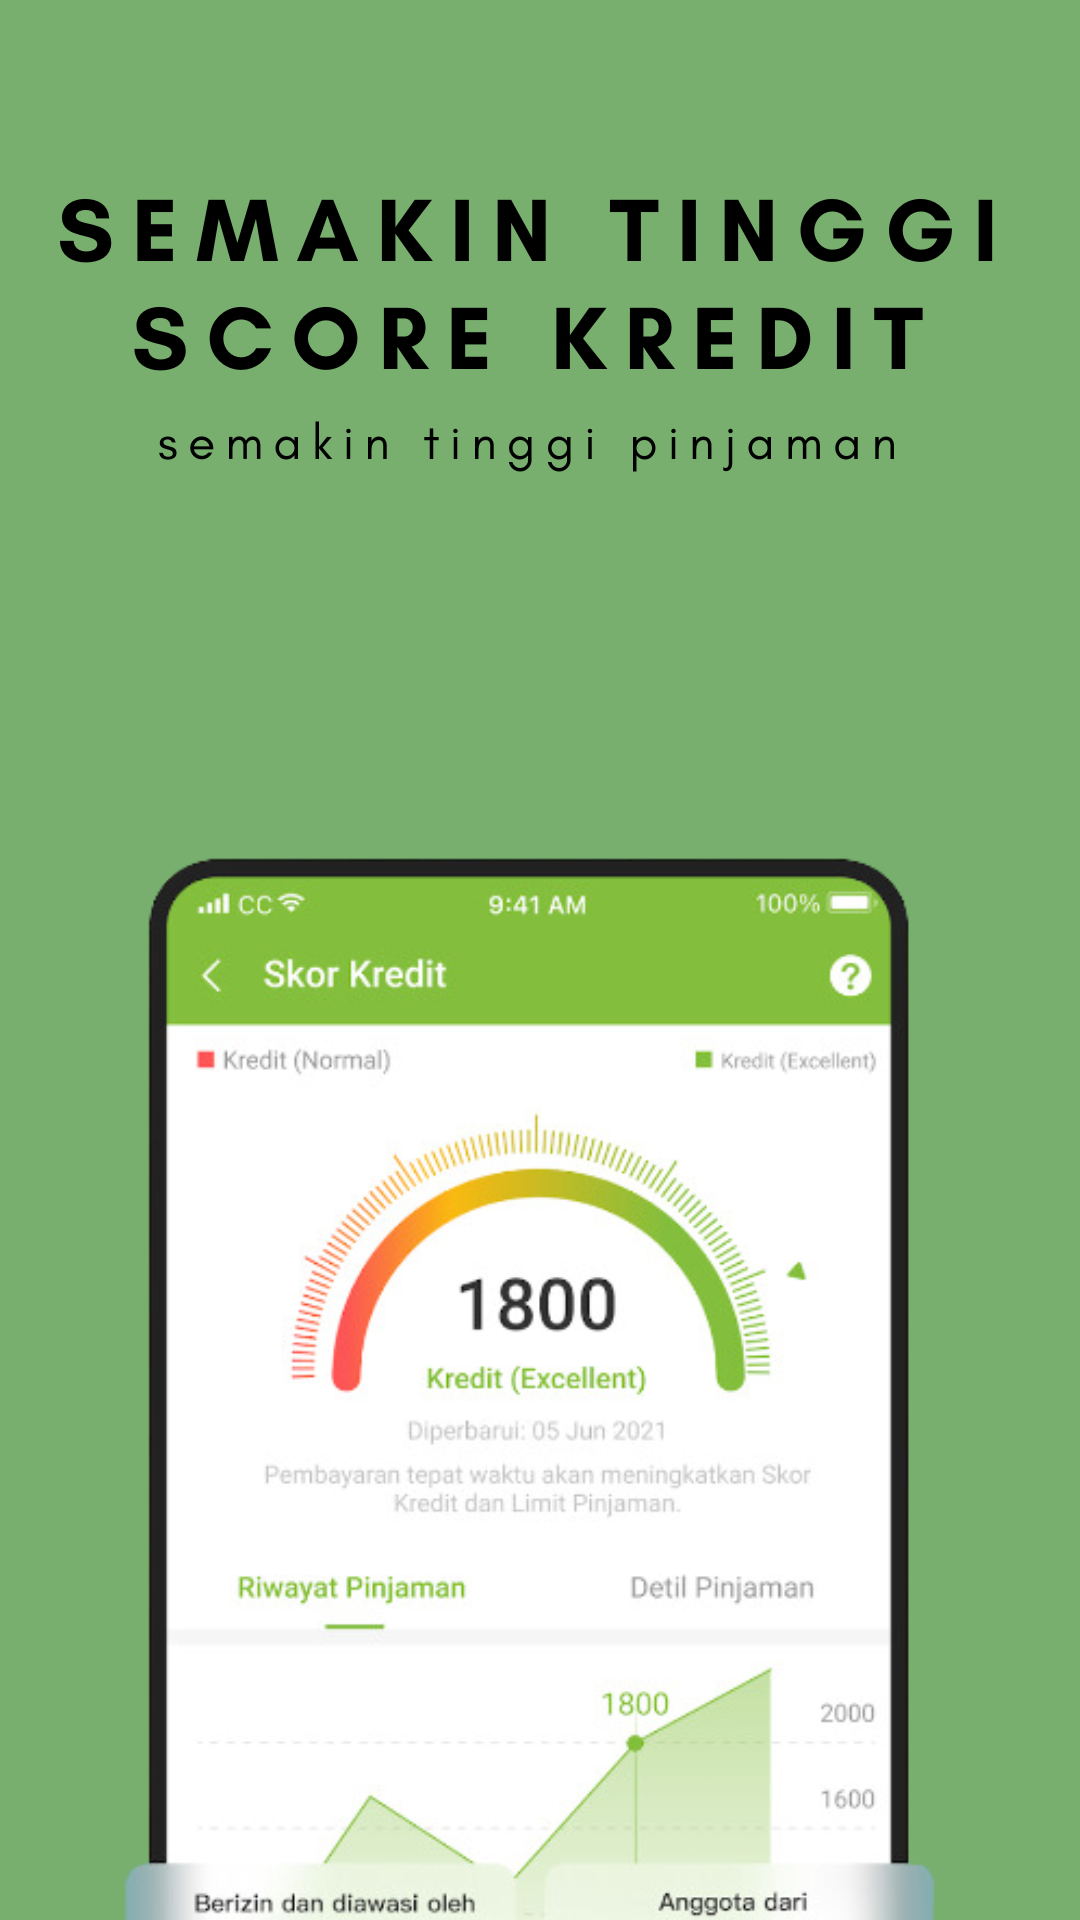 SEMAKIN TINGGI
SCORE KREDIT
semakin tinggi pinjaman
CC
9:41 AM
100%
Skor Kredit
?
Kredit (Normal)
Kredit (Excellent)
1800
Kredit (Excellent)
Diperbarui: 05 Jun 2021
Pembayaran tepat waktu akan meningkatkan Skor
Kredit dan Limit Pinjaman.
Riwayat Pinjaman
Detil Pinjaman
1800
2000
1600
Berizin dan diawasi oleh
Anggota dari